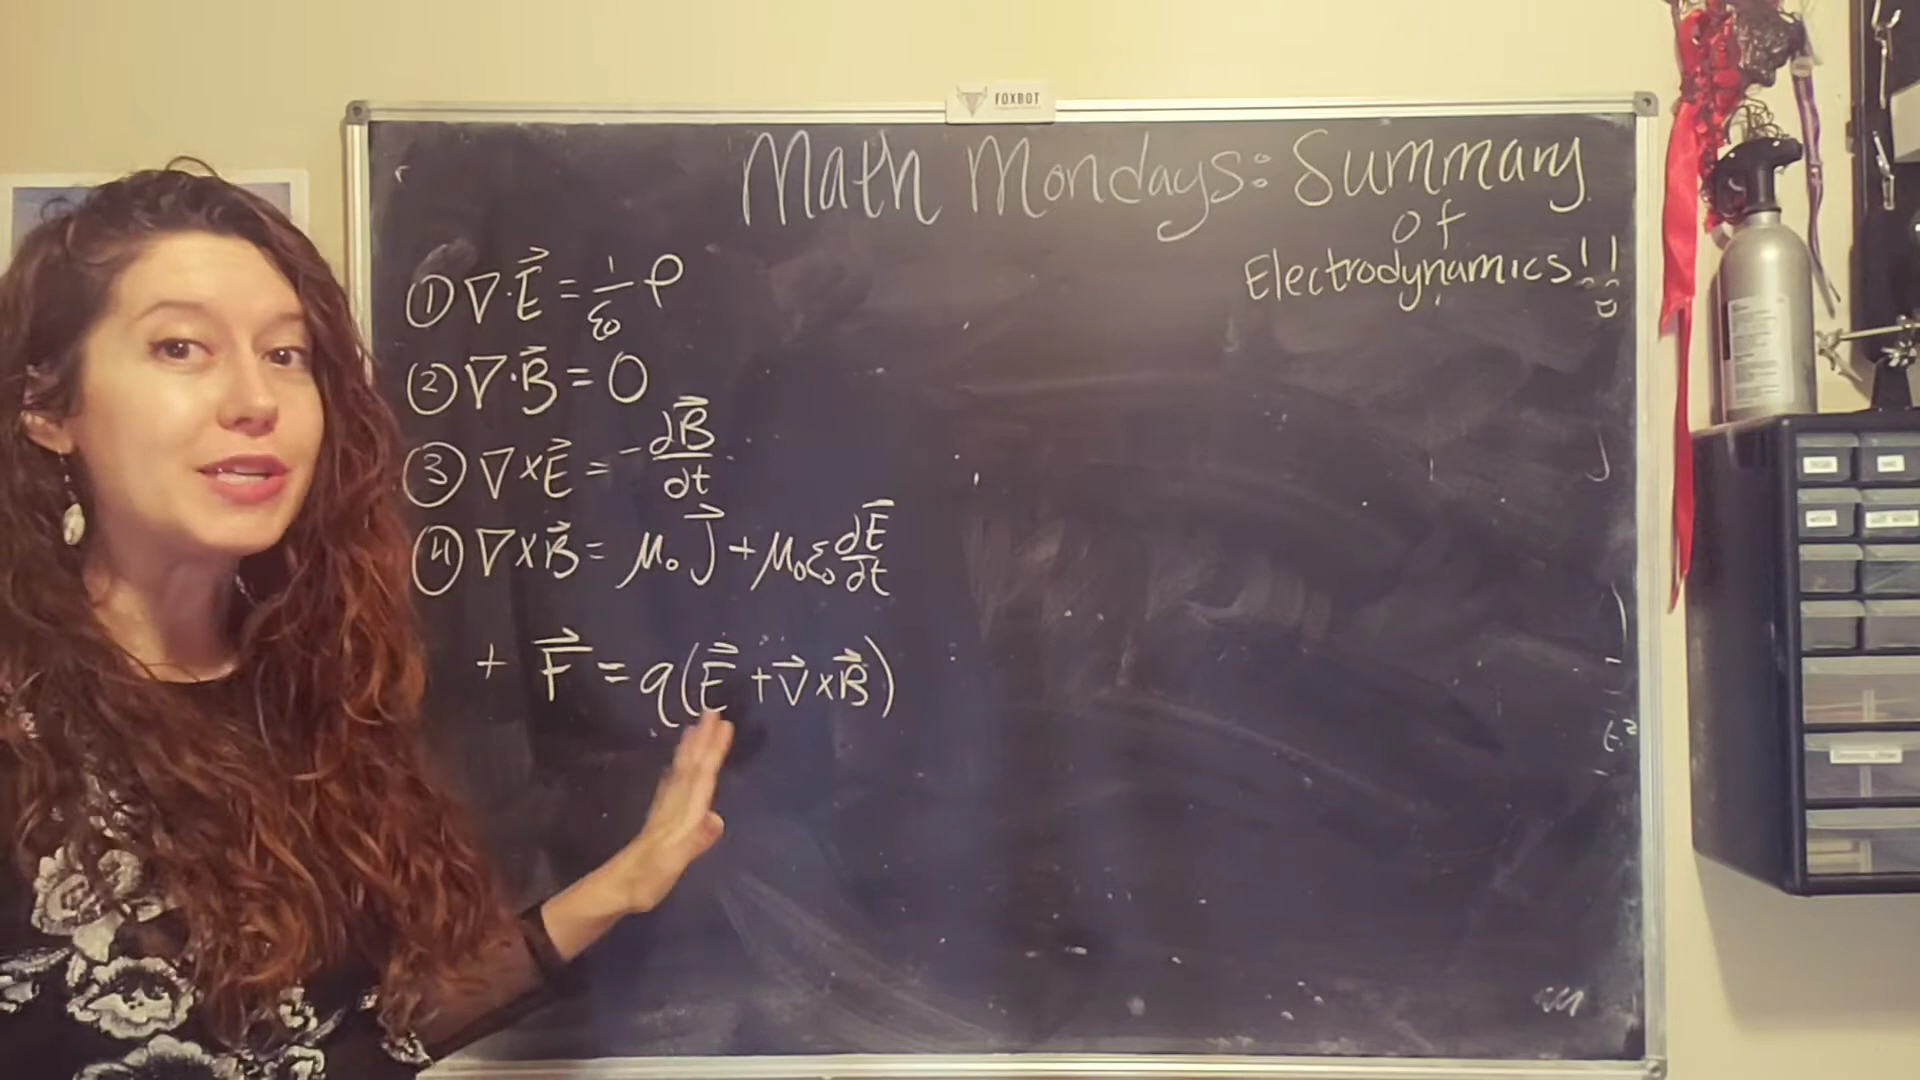 FOXBOT
Math Mondays: Summary
of
Electrodynamics!!
① ∇·E⃗ = 1/ε₀ ρ
② ∇·B⃗ = 0
③ ∇×E⃗ = -∂B⃗/∂t
④ ∇×B⃗ = μ₀J⃗ + μ₀ε₀ ∂E⃗/∂t
+ F⃗ = q(E⃗ + v⃗×B⃗)